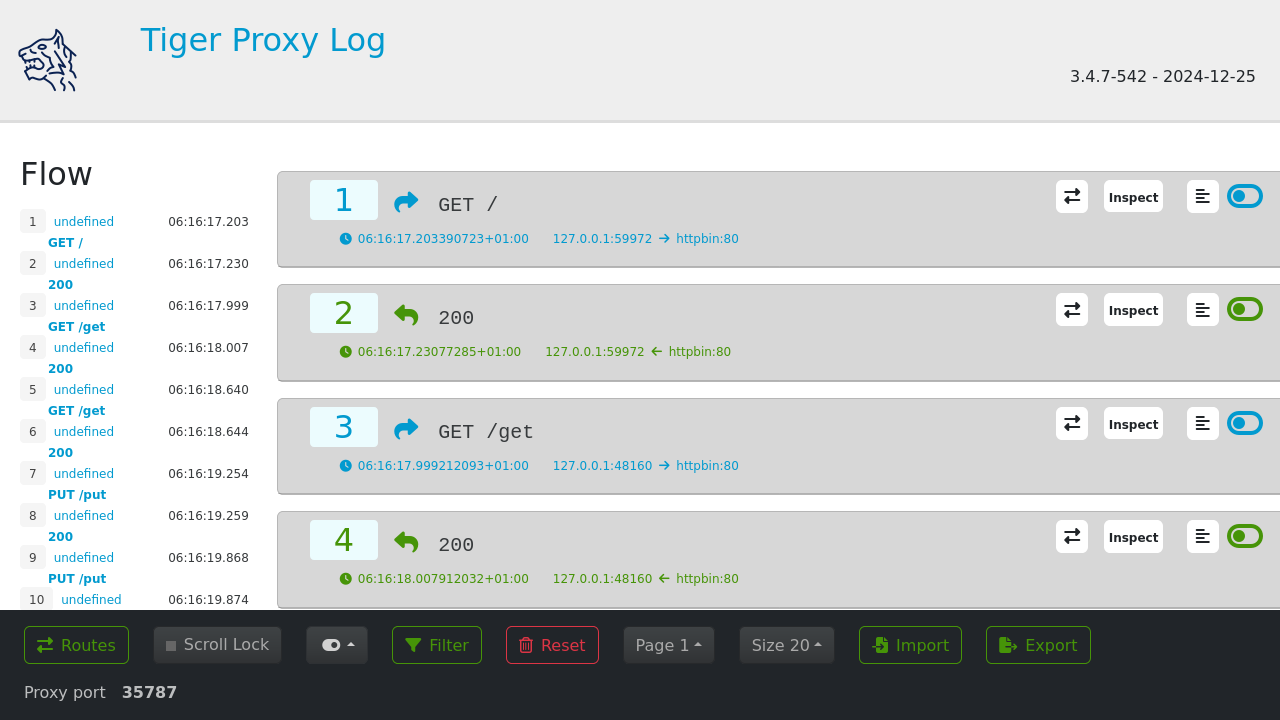 Tiger Proxy Log
3.4.7-542 - 2024-12-25
Flow
1 undefined 06:16:17.203
GET /
2 undefined 06:16:17.230
200
3 undefined 06:16:17.999
GET /get
4 undefined 06:16:18.007
200
5 undefined 06:16:18.640
GET /get
6 undefined 06:16:18.644
200
7 undefined 06:16:19.254
PUT /put
8 undefined 06:16:19.259
200
9 undefined 06:16:19.868
PUT /put
10 undefined 06:16:19.874
1 GET / Inspect
06:16:17.203390723+01:00 127.0.0.1:59972 → httpbin:80
2 200 Inspect
06:16:17.23077285+01:00 127.0.0.1:59972 ← httpbin:80
3 GET /get Inspect
06:16:17.999212093+01:00 127.0.0.1:48160 → httpbin:80
4 200 Inspect
06:16:18.007912032+01:00 127.0.0.1:48160 ← httpbin:80
Routes Scroll Lock Filter Reset Page 1 Size 20 Import Export
Proxy port 35787